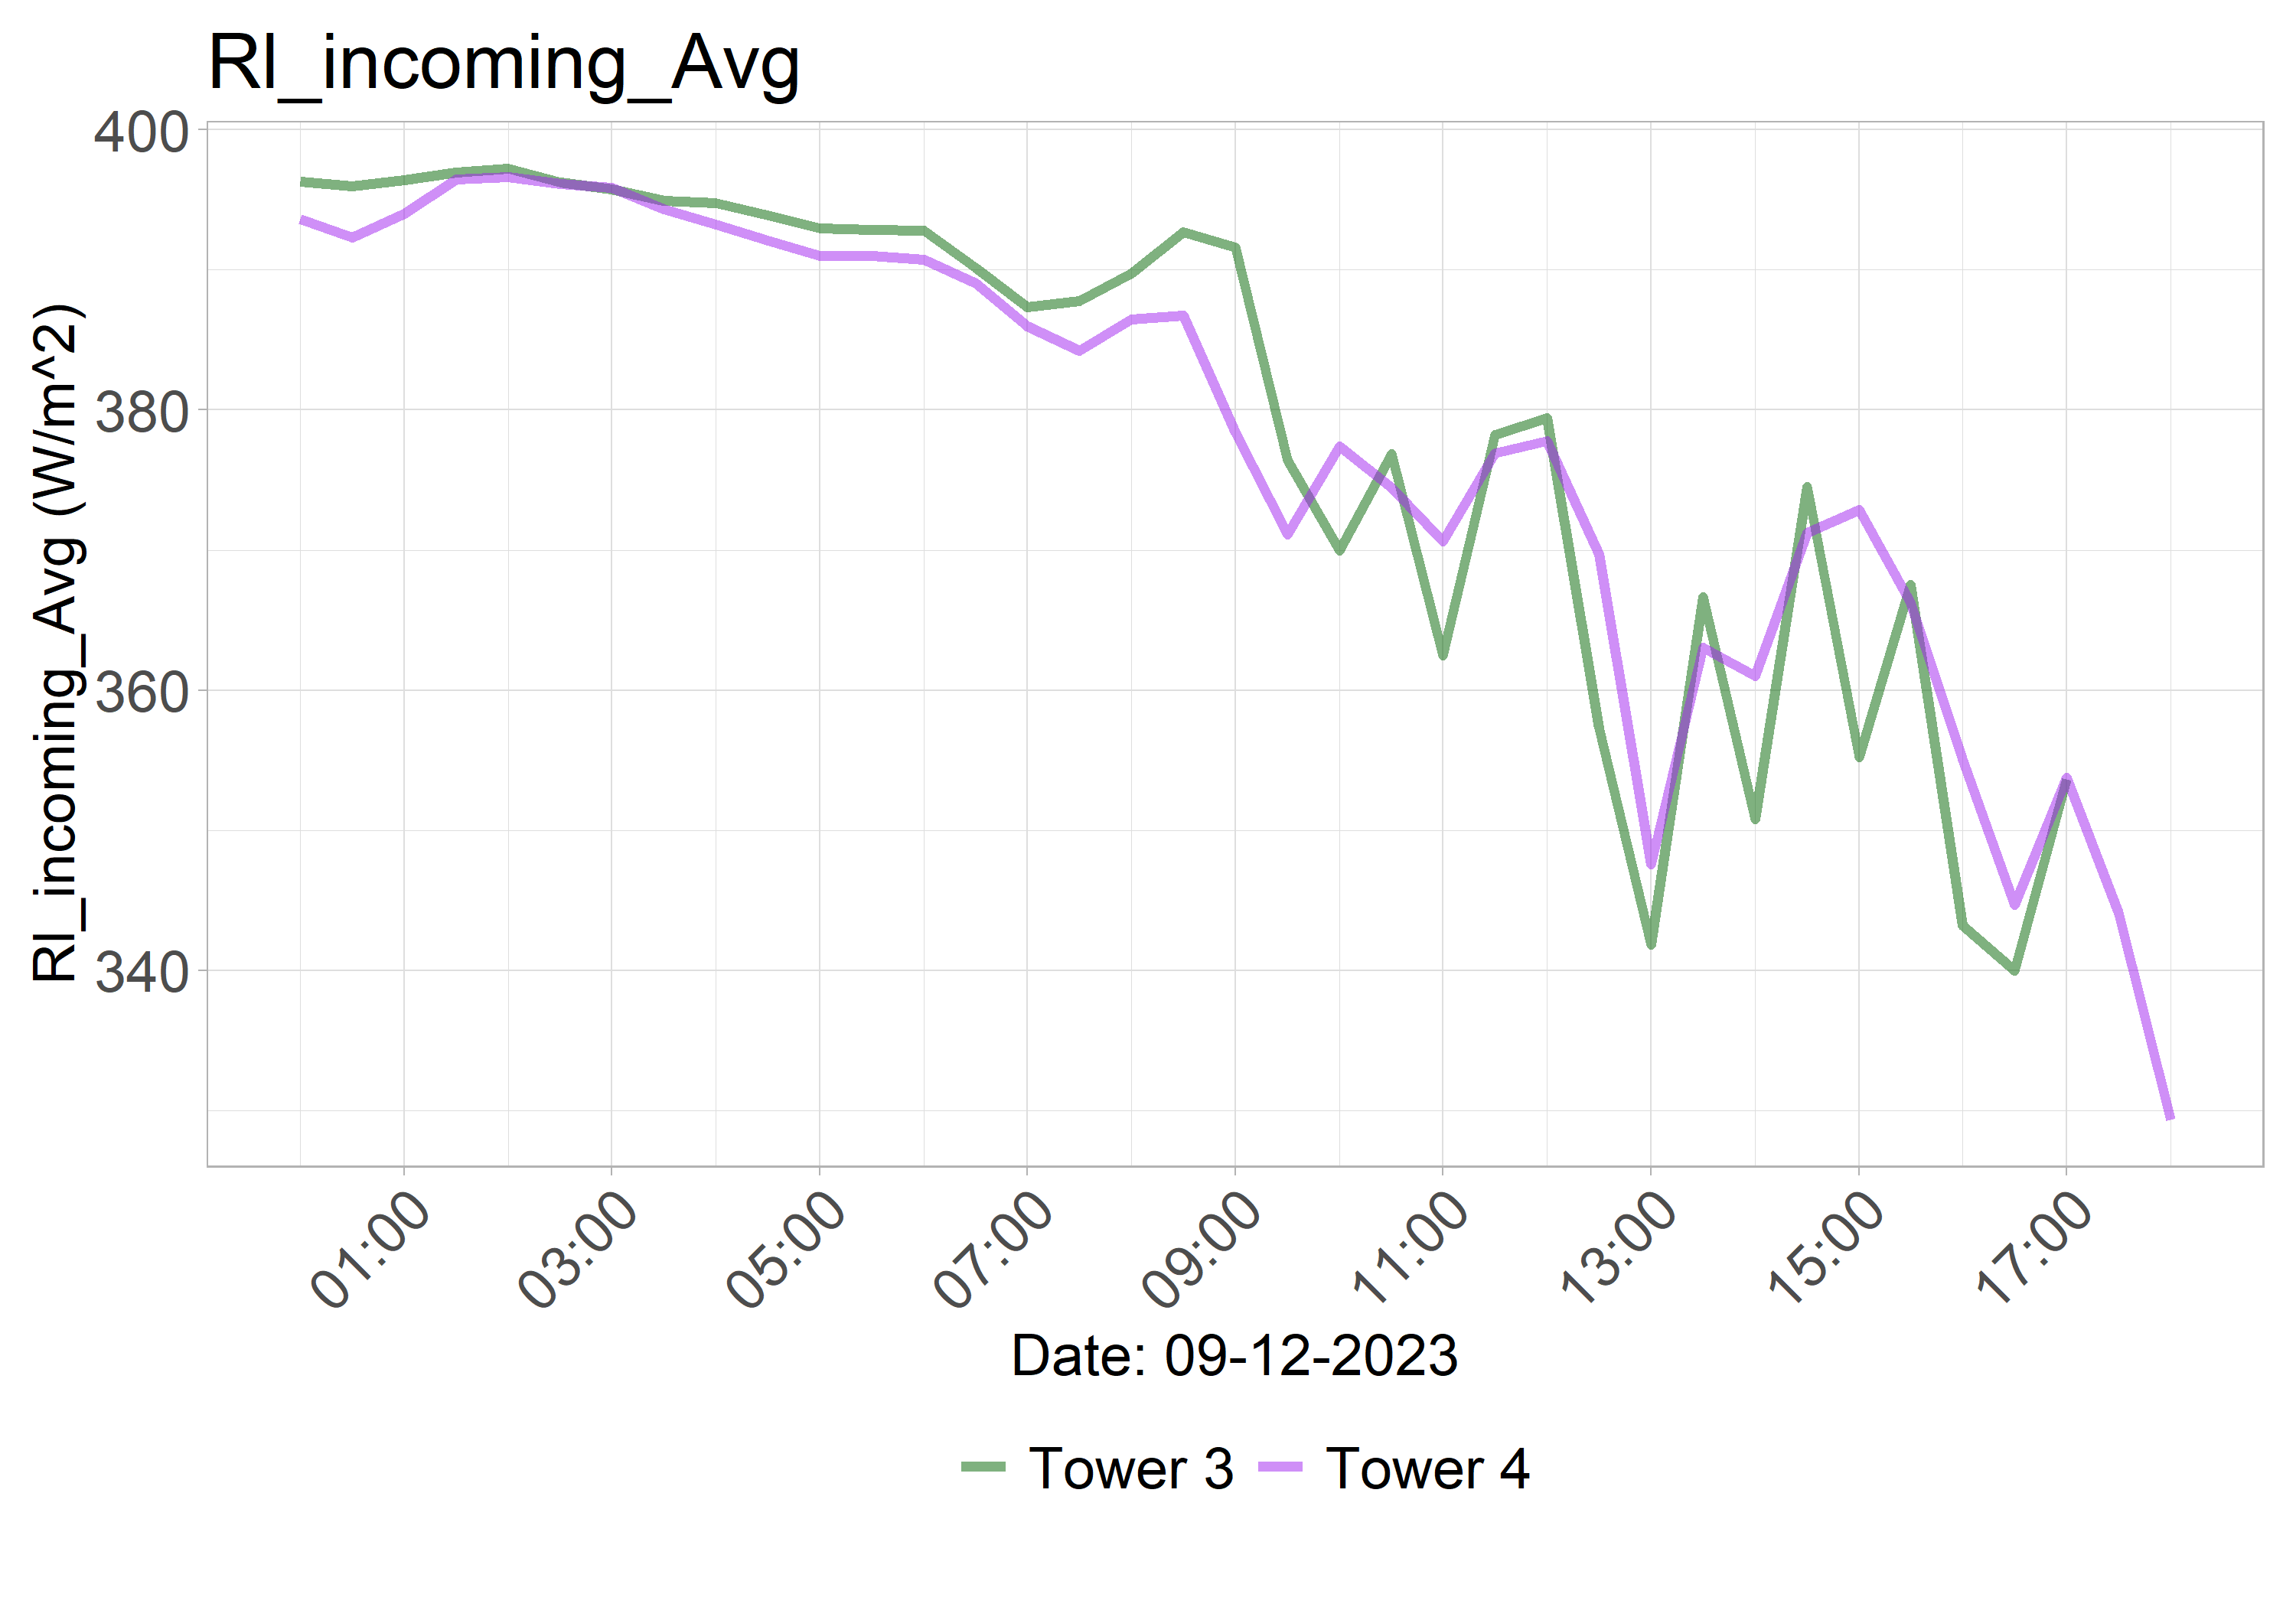 Rl_incoming_Avg
Rl_incoming_Avg (W/m^2)
400
380
360
340
01:00 03:00 05:00 07:00 09:00 11:00 13:00 15:00 17:00
Date: 09-12-2023
Tower 3 Tower 4